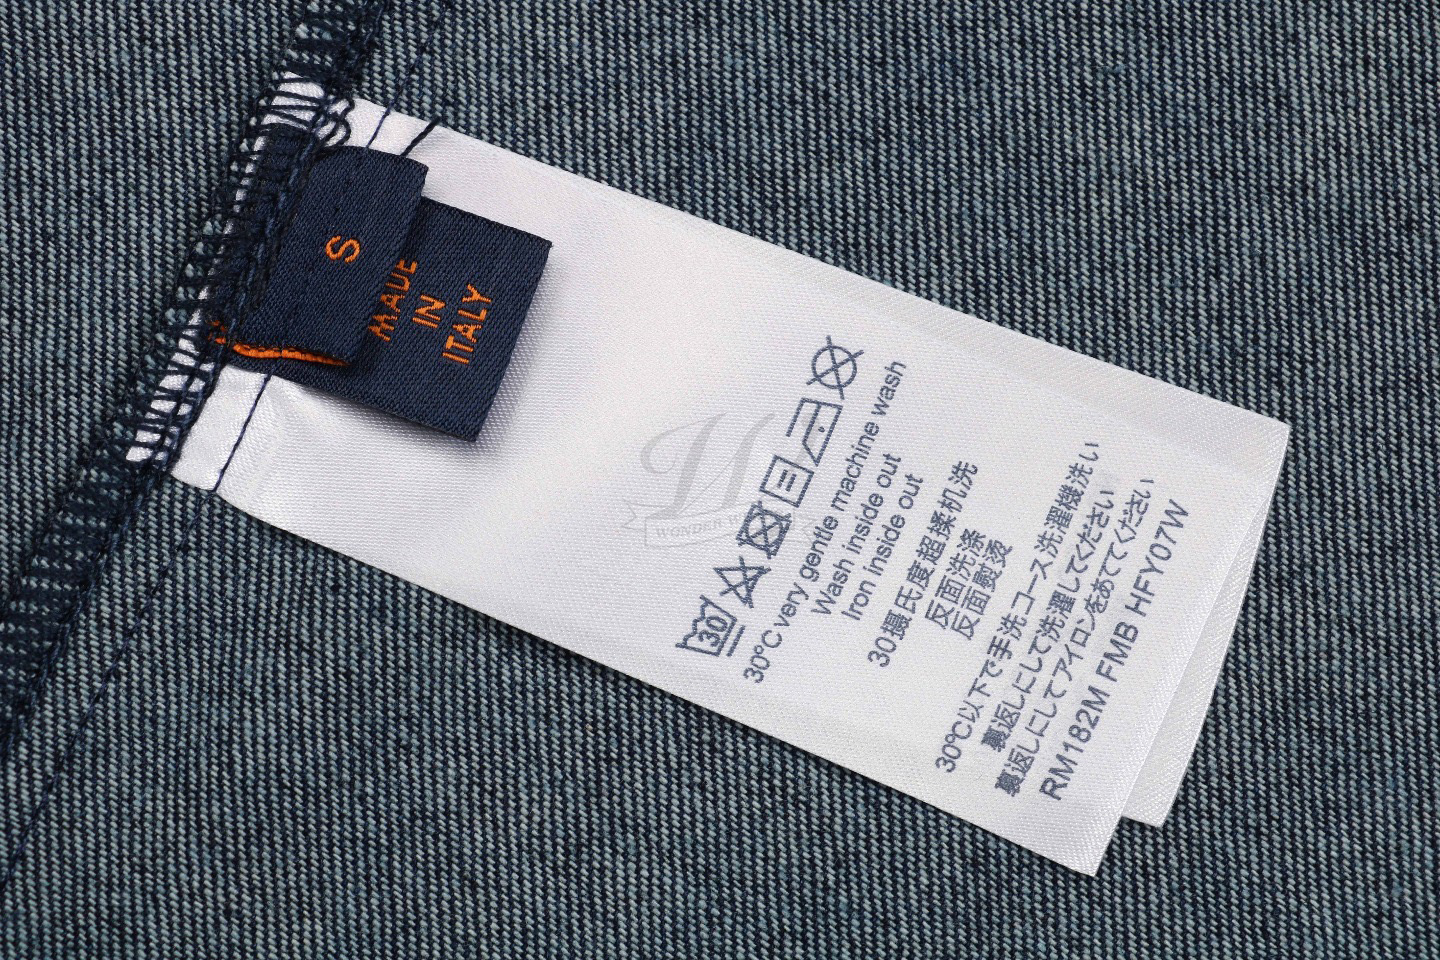 S
MADE
IN
ITALY
30
30°C very gentle machine wash
Wash inside out
Iron inside out
30摄氏度超揉机洗
反面洗涤
反面熨烫
30℃以下で手洗コース洗濯機洗い
裏返しにして洗濯してください
裏返しにしてアイロンをあててください
RM182M FMB HFY07W
WONDER